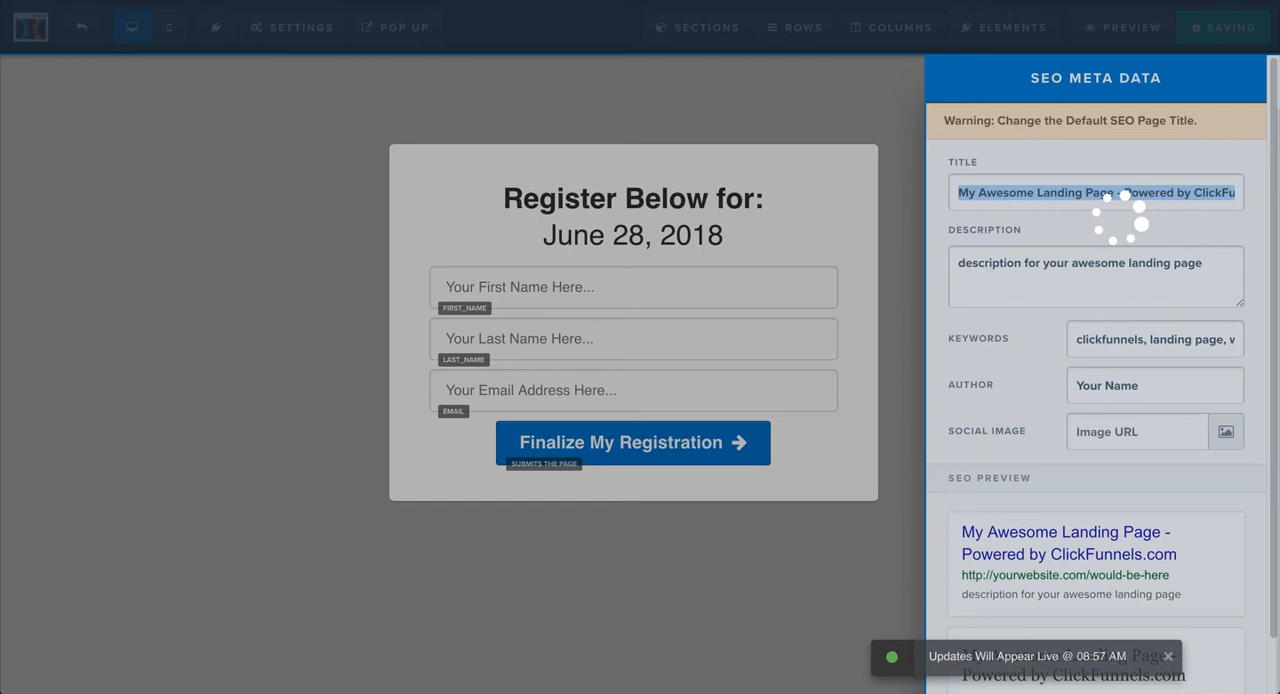 SETTINGS
POP UP
SECTIONS
ROWS
COLUMNS
ELEMENTS
PREVIEW
SAVING
SEO META DATA
Warning: Change the Default SEO Page Title.
TITLE
My Awesome Landing Page - Powered by ClickFu
DESCRIPTION
description for your awesome landing page
KEYWORDS
clickfunnels, landing page, w
AUTHOR
Your Name
SOCIAL IMAGE
Image URL
SEO PREVIEW
My Awesome Landing Page -
Powered by ClickFunnels.com
http://yourwebsite.com/would-be-here
description for your awesome landing page
Register Below for:
June 28, 2018
Your First Name Here...
FIRST_NAME
Your Last Name Here...
LAST_NAME
Your Email Address Here...
EMAIL
Finalize My Registration
SUBMITS THE PAGE
Updates Will Appear Live @ 08:57 AM
Powered by ClickFunnels.com